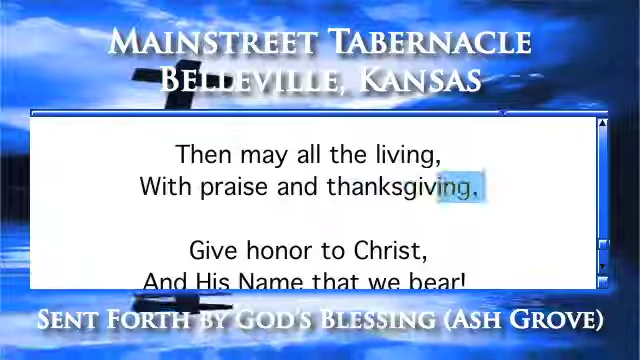 Mainstreet Tabernacle
Belleville, Kansas
Then may all the living,
With praise and thanksgiving,
Give honor to Christ,
And His Name that we bear!
Sent Forth by God's Blessing (Ash Grove)